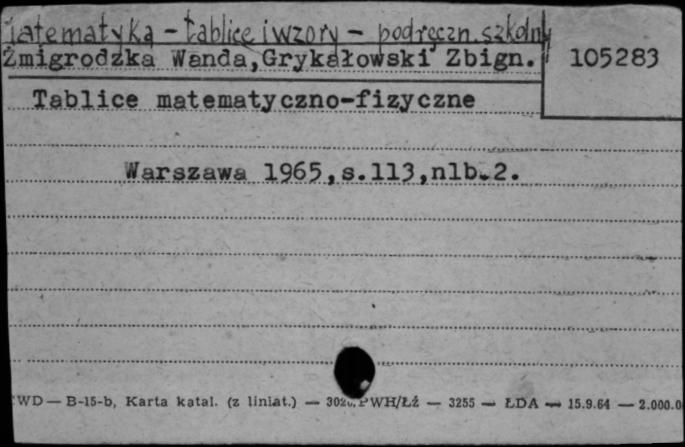 Matematyka - tablice i wzory - podręczn. szkolny
Żmigrodzka Wanda,Grykałowski Zbign.
105283
Tablice matematyczno-fizyczne
Warszawa 1965,s.113,nlb.2.
WD — B-15-b, Karta katal. (z liniat.) — PWH/Łź — 3255 — ŁDA — 15.9.64 — 2.000.0